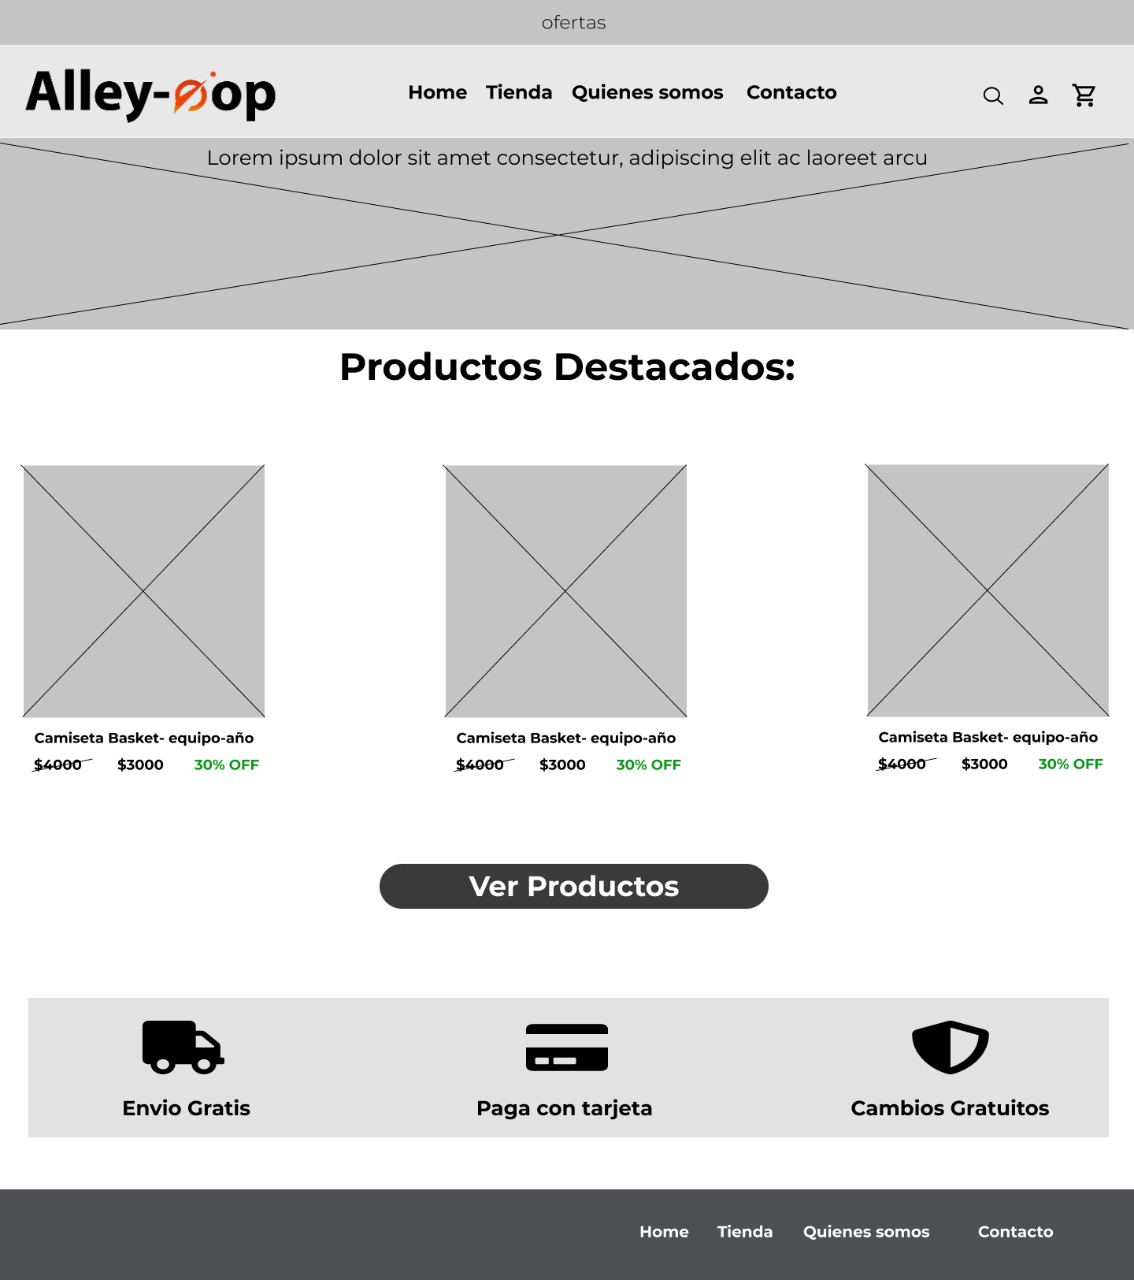 ofertas
Alley-oop
Home Tienda Quienes somos Contacto
Lorem ipsum dolor sit amet consectetur, adipiscing elit ac laoreet arcu
Productos Destacados:
Camiseta Basket- equipo-año
$4000 $3000 30% OFF
Camiseta Basket- equipo-año
$4000 $3000 30% OFF
Camiseta Basket- equipo-año
$4000 $3000 30% OFF
Ver Productos
Envio Gratis
Paga con tarjeta
Cambios Gratuitos
Home Tienda Quienes somos Contacto